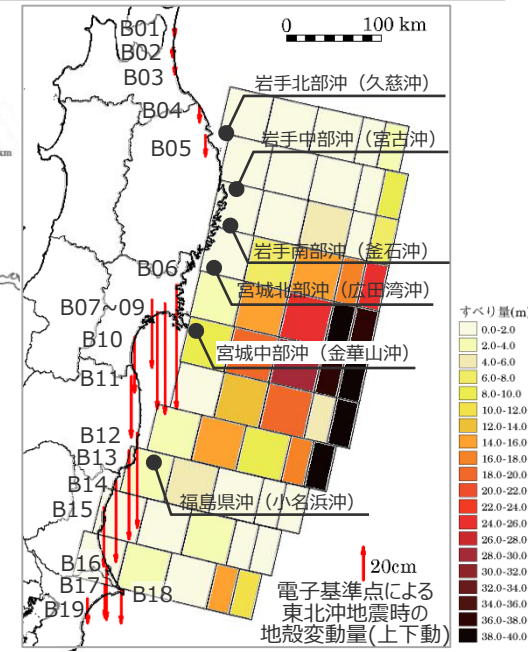 0 100 km
B01
B02
B03
B04
B05
岩手北部沖（久慈沖）
岩手中部沖（宮古沖）
km
岩手南部沖（釜石沖）
B06
宮城北部沖（広田湾沖）
B07~09
B10
宮城中部沖（金華山沖）
B11
B12
B13
B14
B15
福島県沖（小名浜沖）
B16
B17
B18
B19
20cm
電子基準点による
東北沖地震時の
地殻変動量(上下動)
すべり量(m)
0.0-2.0
2.0-4.0
4.0-6.0
6.0-8.0
8.0-10.0
10.0-12.0
12.0-14.0
14.0-16.0
16.0-18.0
18.0-20.0
20.0-22.0
22.0-24.0
24.0-26.0
26.0-28.0
28.0-30.0
30.0-32.0
32.0-34.0
34.0-36.0
36.0-38.0
38.0-40.0